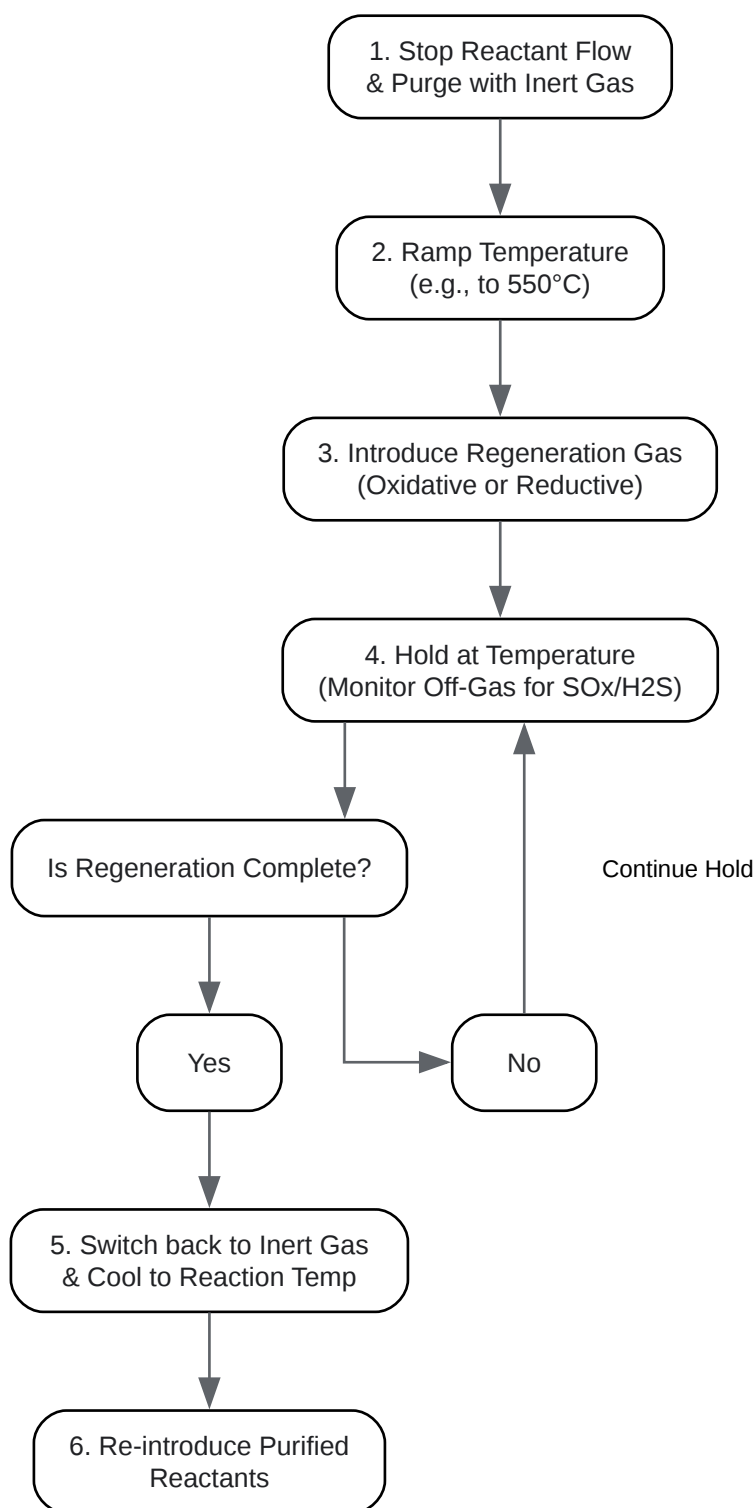 1. Stop Reactant Flow
& Purge with Inert Gas
2. Ramp Temperature
(e.g., to 550°C)
3. Introduce Regeneration Gas
(Oxidative or Reductive)
4. Hold at Temperature
(Monitor Off-Gas for SOx/H2S)
Is Regeneration Complete?
Continue Hold
Yes
No
5. Switch back to Inert Gas
& Cool to Reaction Temp
6. Re-introduce Purified
Reactants